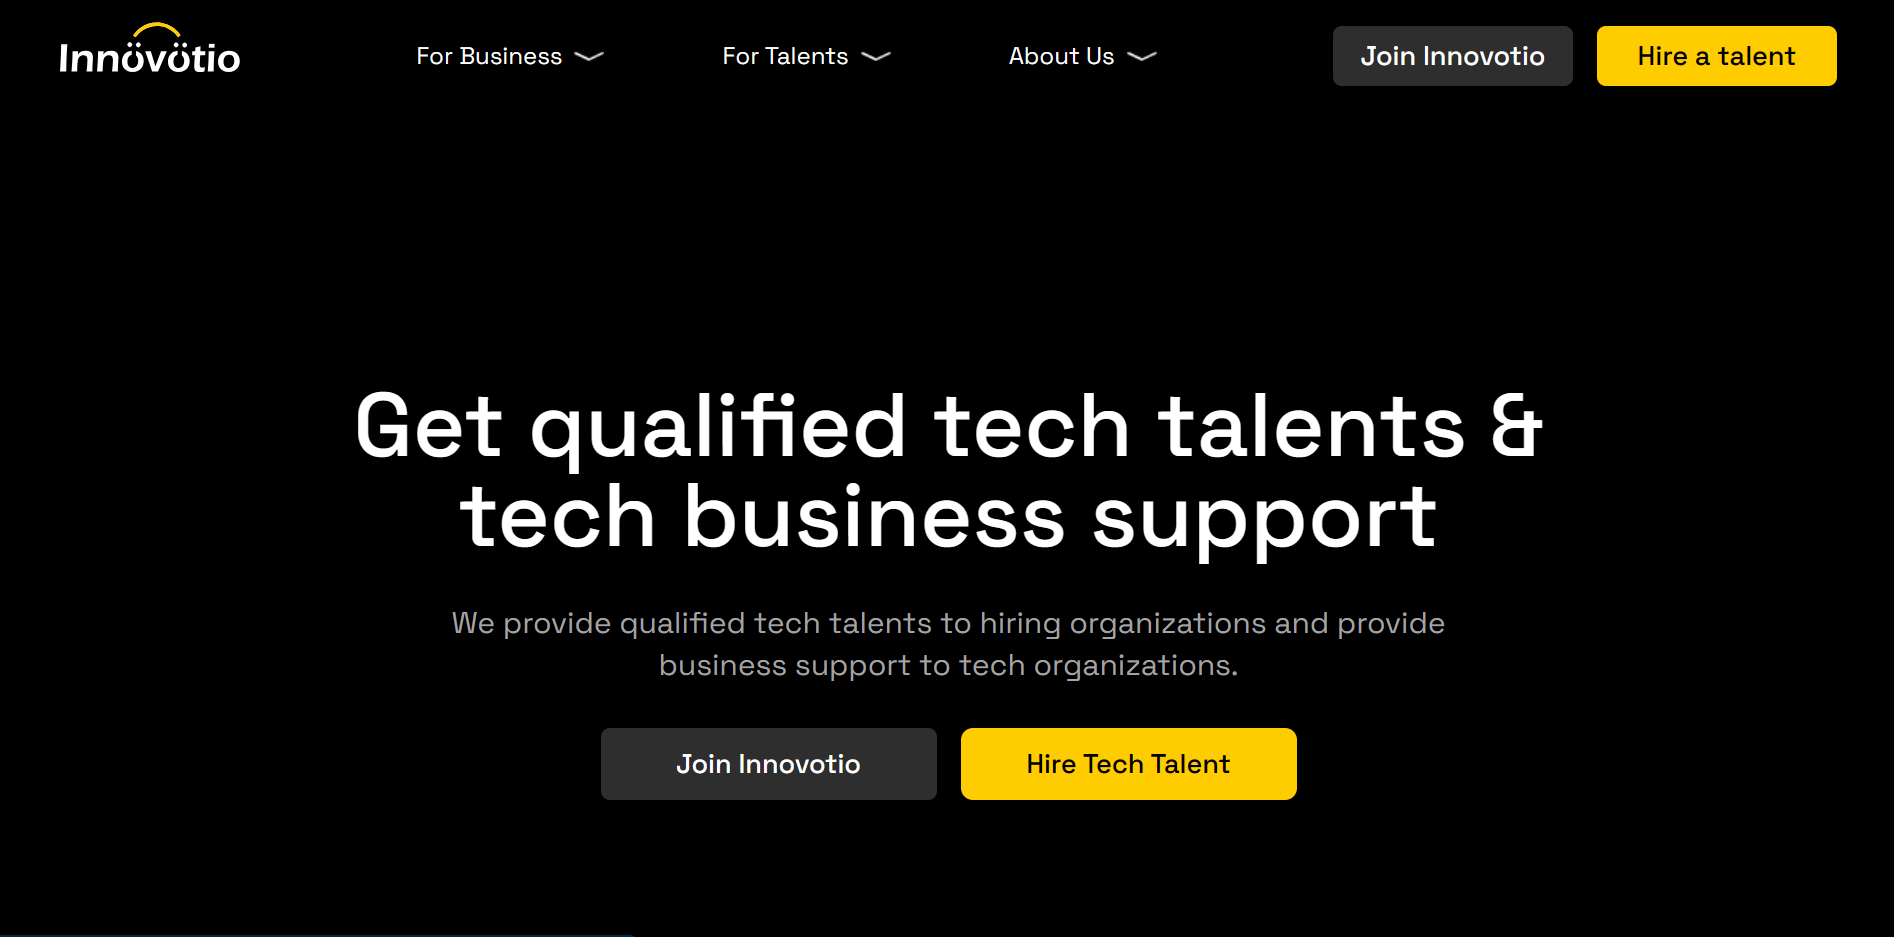 Innövötio
For Business
For Talents
About Us
Join Innovotio
Hire a talent
Get qualified tech talents &
tech business support
We provide qualified tech talents to hiring organizations and provide
business support to tech organizations.
Join Innovotio
Hire Tech Talent